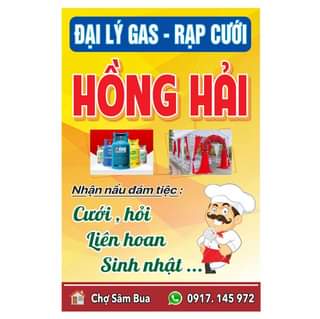 ĐẠI LÝ GAS - RẠP CƯỚI
HỒNG HẢI
Nhận nấu đám tiệc :
Cưới , hỏi
Liên hoan
Sinh nhật ...
Chợ Sâm Bua
0917. 145 972